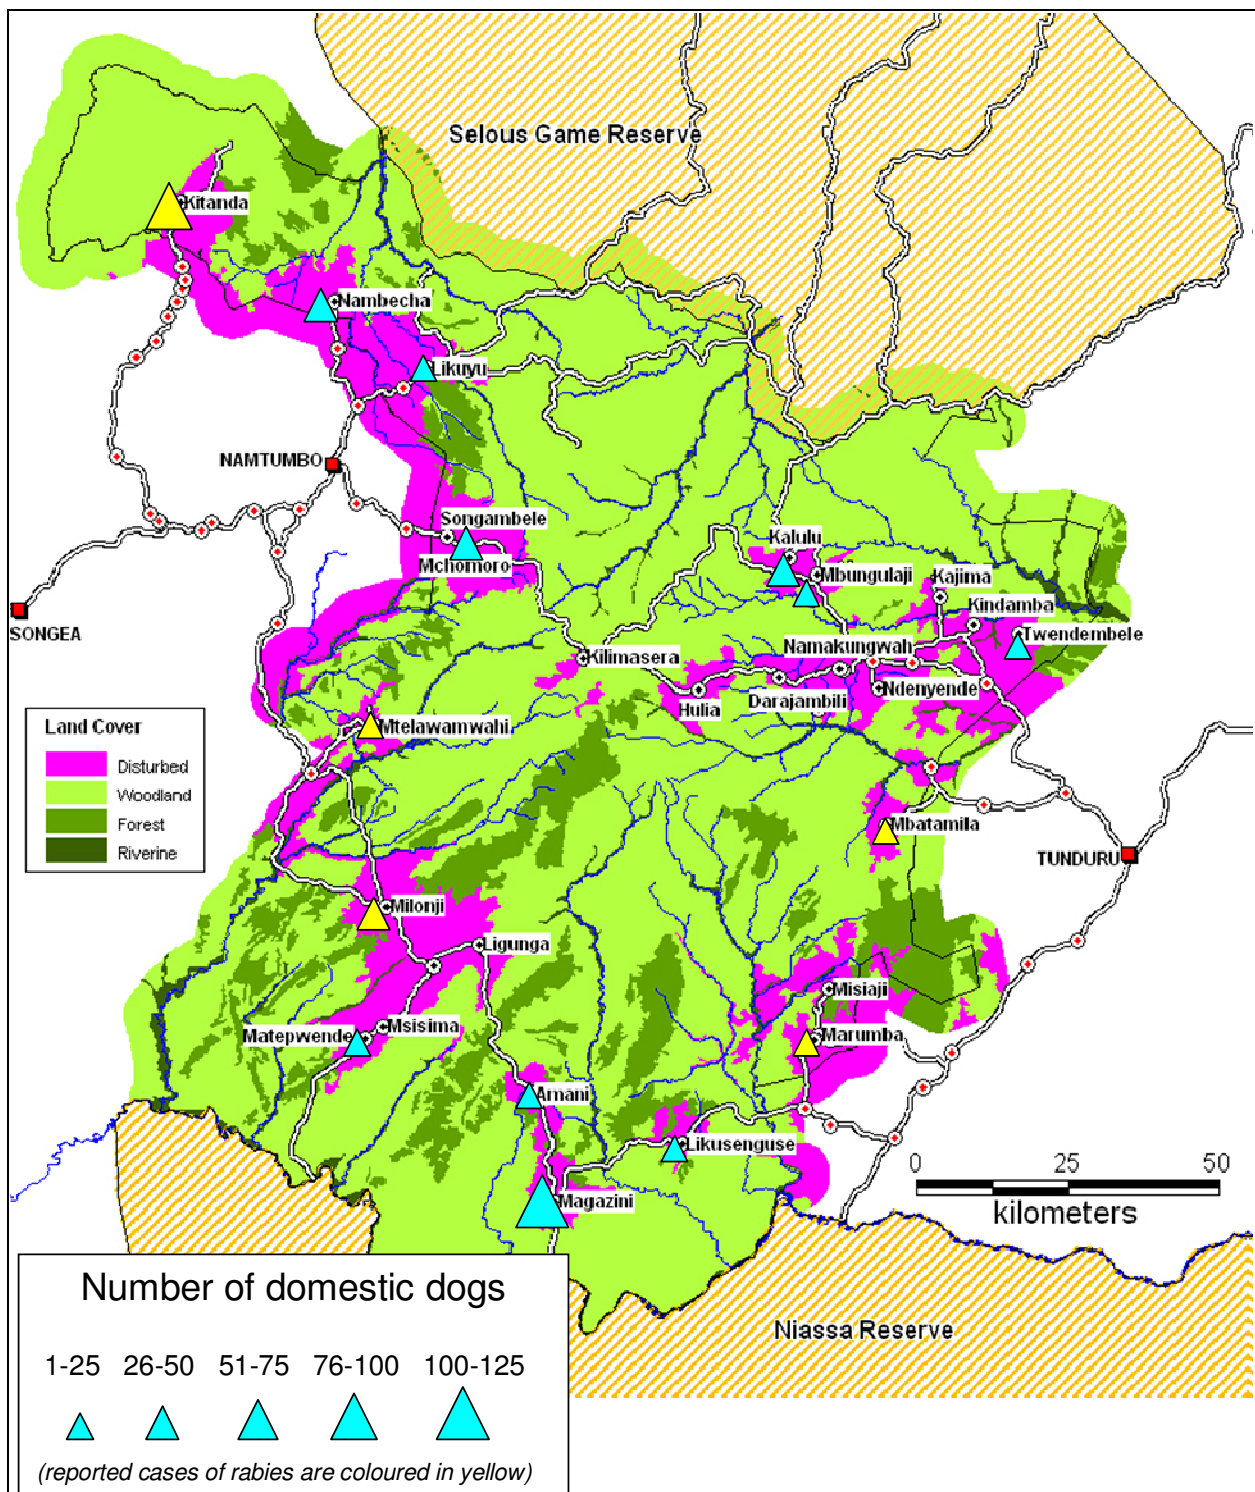 Selous Game Reserve
Kitanda
Nambecha
Likuyu
NAMTUMBO
Songambele
Mchomoro
Kalulu
Mbungulaji
Kajima
Kindamba
Twendembele
SONGEA
Kilimasera
Namakungwah
Ndenyende
Darajambili
Hulia
Mtelawamwahi
Land Cover
Disturbed
Woodland
Forest
Riverine
Mbatamila
TUNDURU
Milonji
Ligunga
Misiaji
Msisima
Matepwende
Marumba
Amani
Likusenguse
Magazini
0 25 50
kilometers
Niassa Reserve
Number of domestic dogs
1-25 26-50 51-75 76-100 100-125
(reported cases of rabies are coloured in yellow)